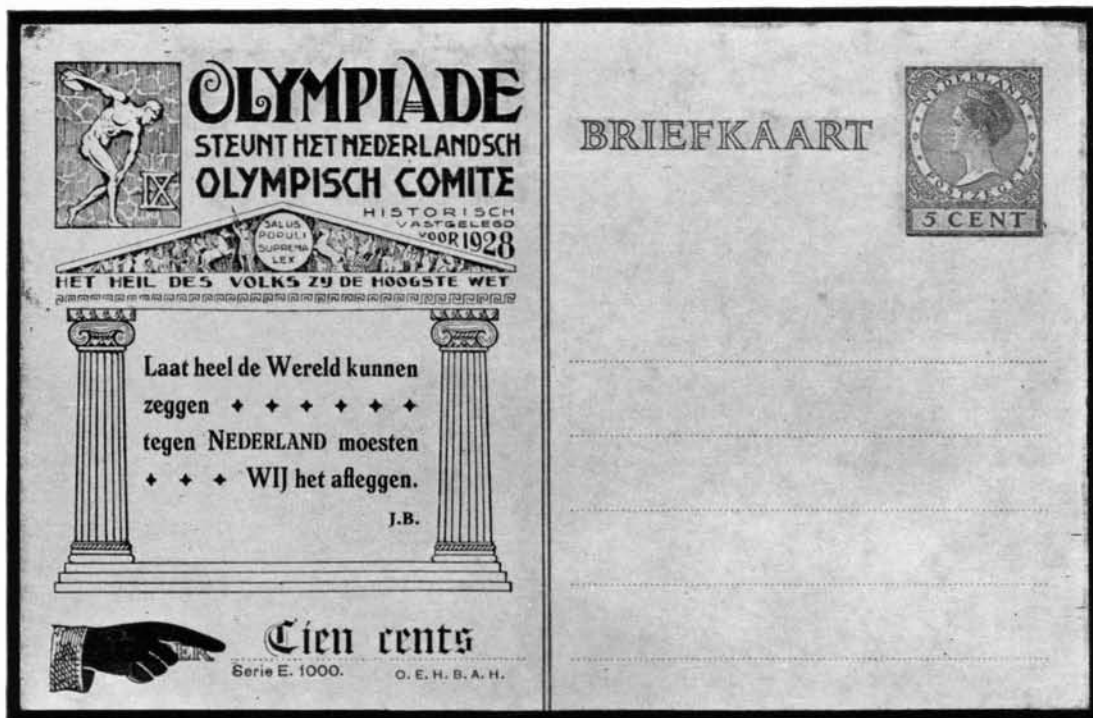 OLYMPIADE
STEUNT HET NEDERLANDSCH
OLYMPISCH COMITE
IX
HISTORISCH
VASTGELEGD
VOOR 1928
SALUS
POPULI
SUPREMA
LEX
HET HEIL DES VOLKS ZY DE HOOGSTE WET
Laat heel de Wereld kunnen
zeggen
tegen NEDERLAND moesten
WIJ het afleggen.
J.B.
Tien cents
Serie E. 1000.
O. E. H. B. A. H.
BRIEFKAART
NEDERLAND
POSTZEGEL
5 CENT